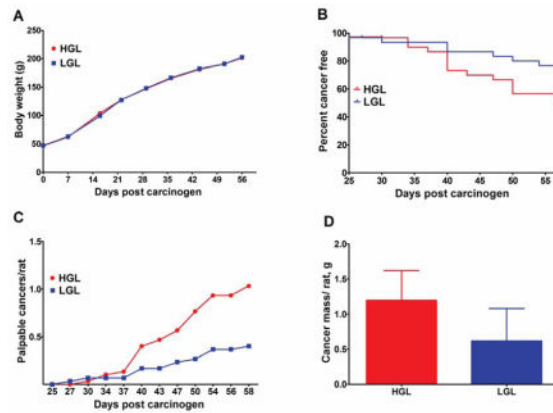 A
HGL
LGL
Body weight (g)
250
200
150
100
50
0
0 7 14 16 21 28 35 42 49 56
Days post carcinogen
B
Percent cancer free
100
80
60
40
20
0
HGL
LGL
25 30 35 40 45 50 55
Days post carcinogen
C
HGL
LGL
Palpable cancers/rat
1.5
1.0
0.5
25 27 30 34 37 40 43 47 50 54 56 58
Days post carcinogen
D
Cancer mass/ rat, g
2.0
1.5
1.0
0.5
0.0
HGL LGL